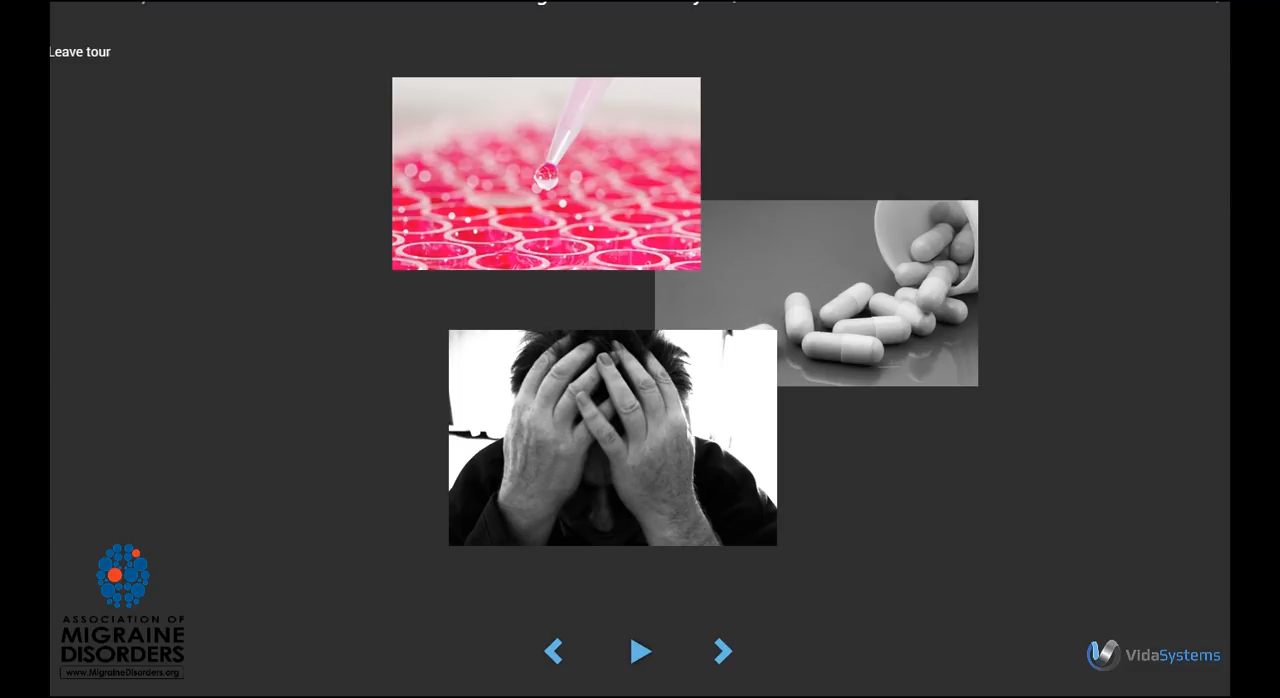 Leave tour
ASSOCIATION OF
MIGRAINE
DISORDERS
www.MigraineDisorders.org
VidaSystems